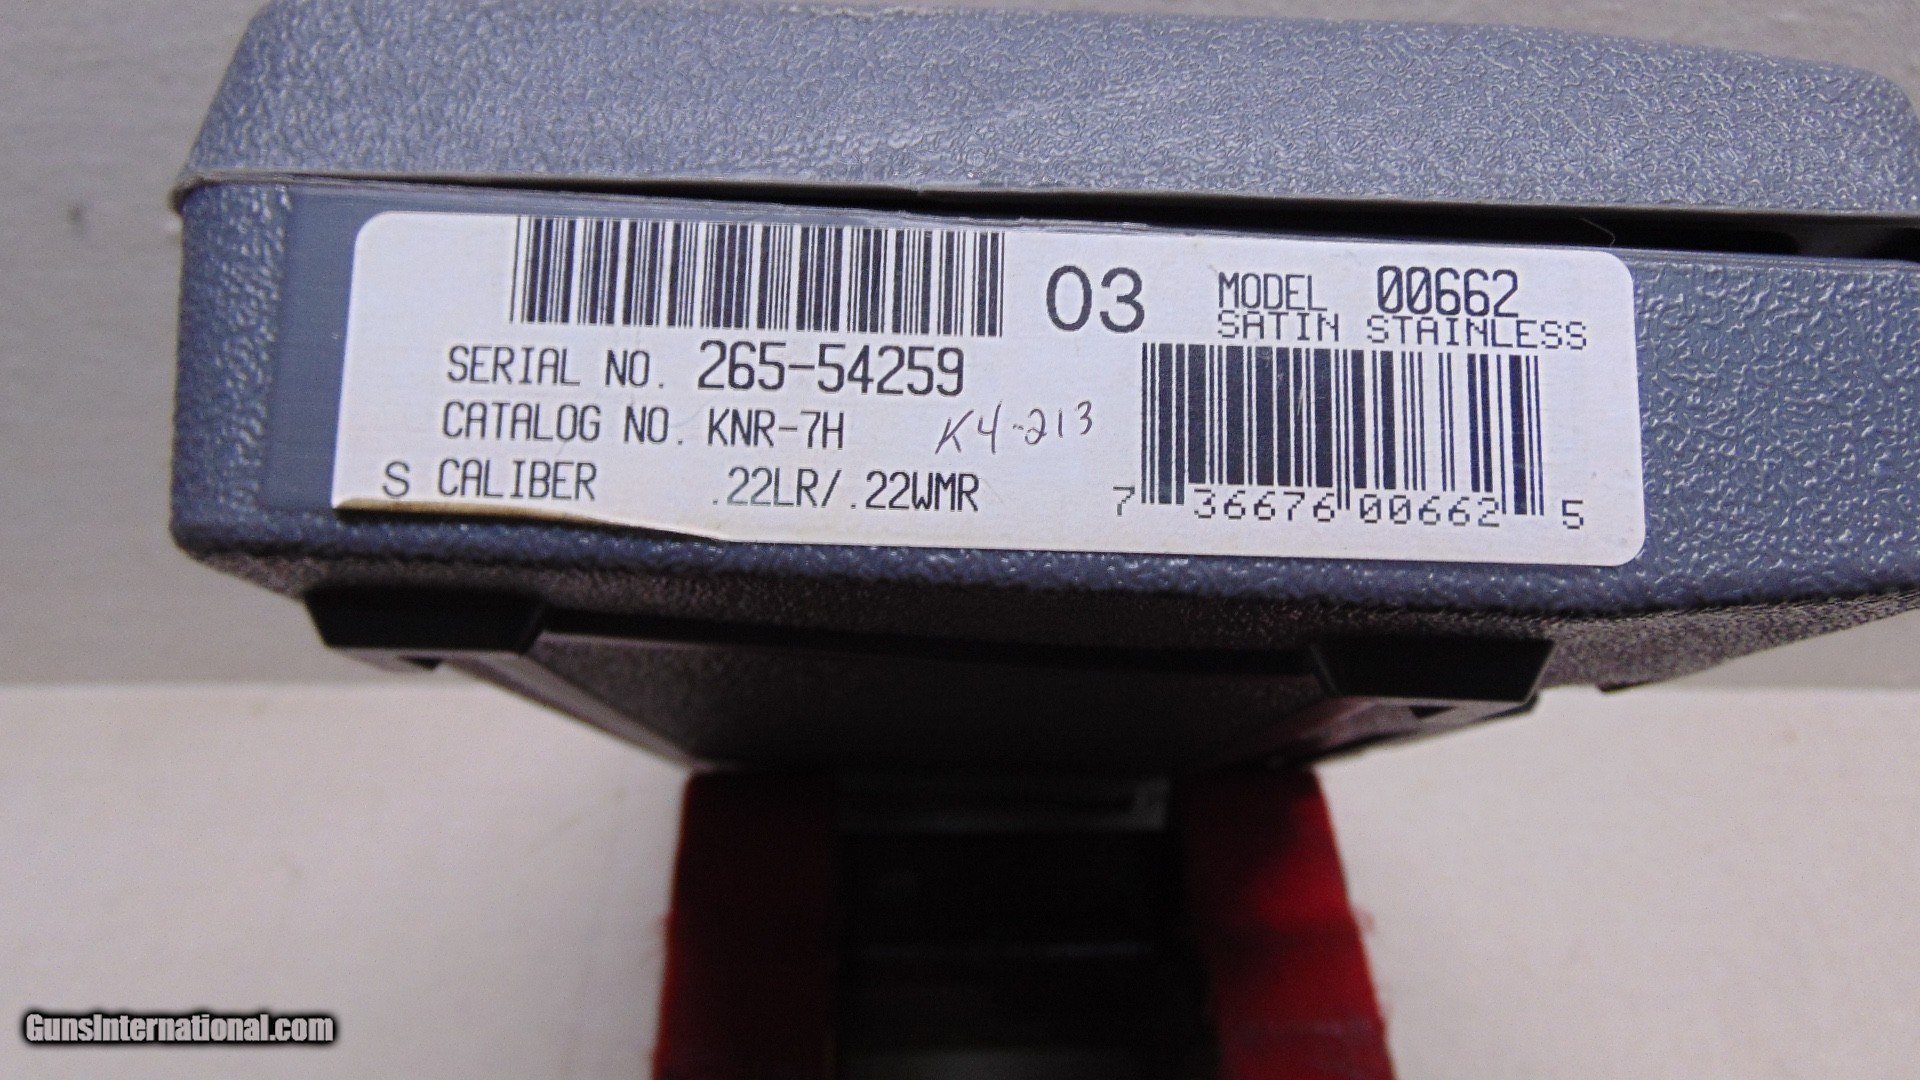 03
MODEL 00662
SATIN STAINLESS
SERIAL NO. 265-54259
CATALOG NO. KNR-7H K4-213
S CALIBER .22LR/.22WMR
7 36676 00662 5
GunsInternational.com